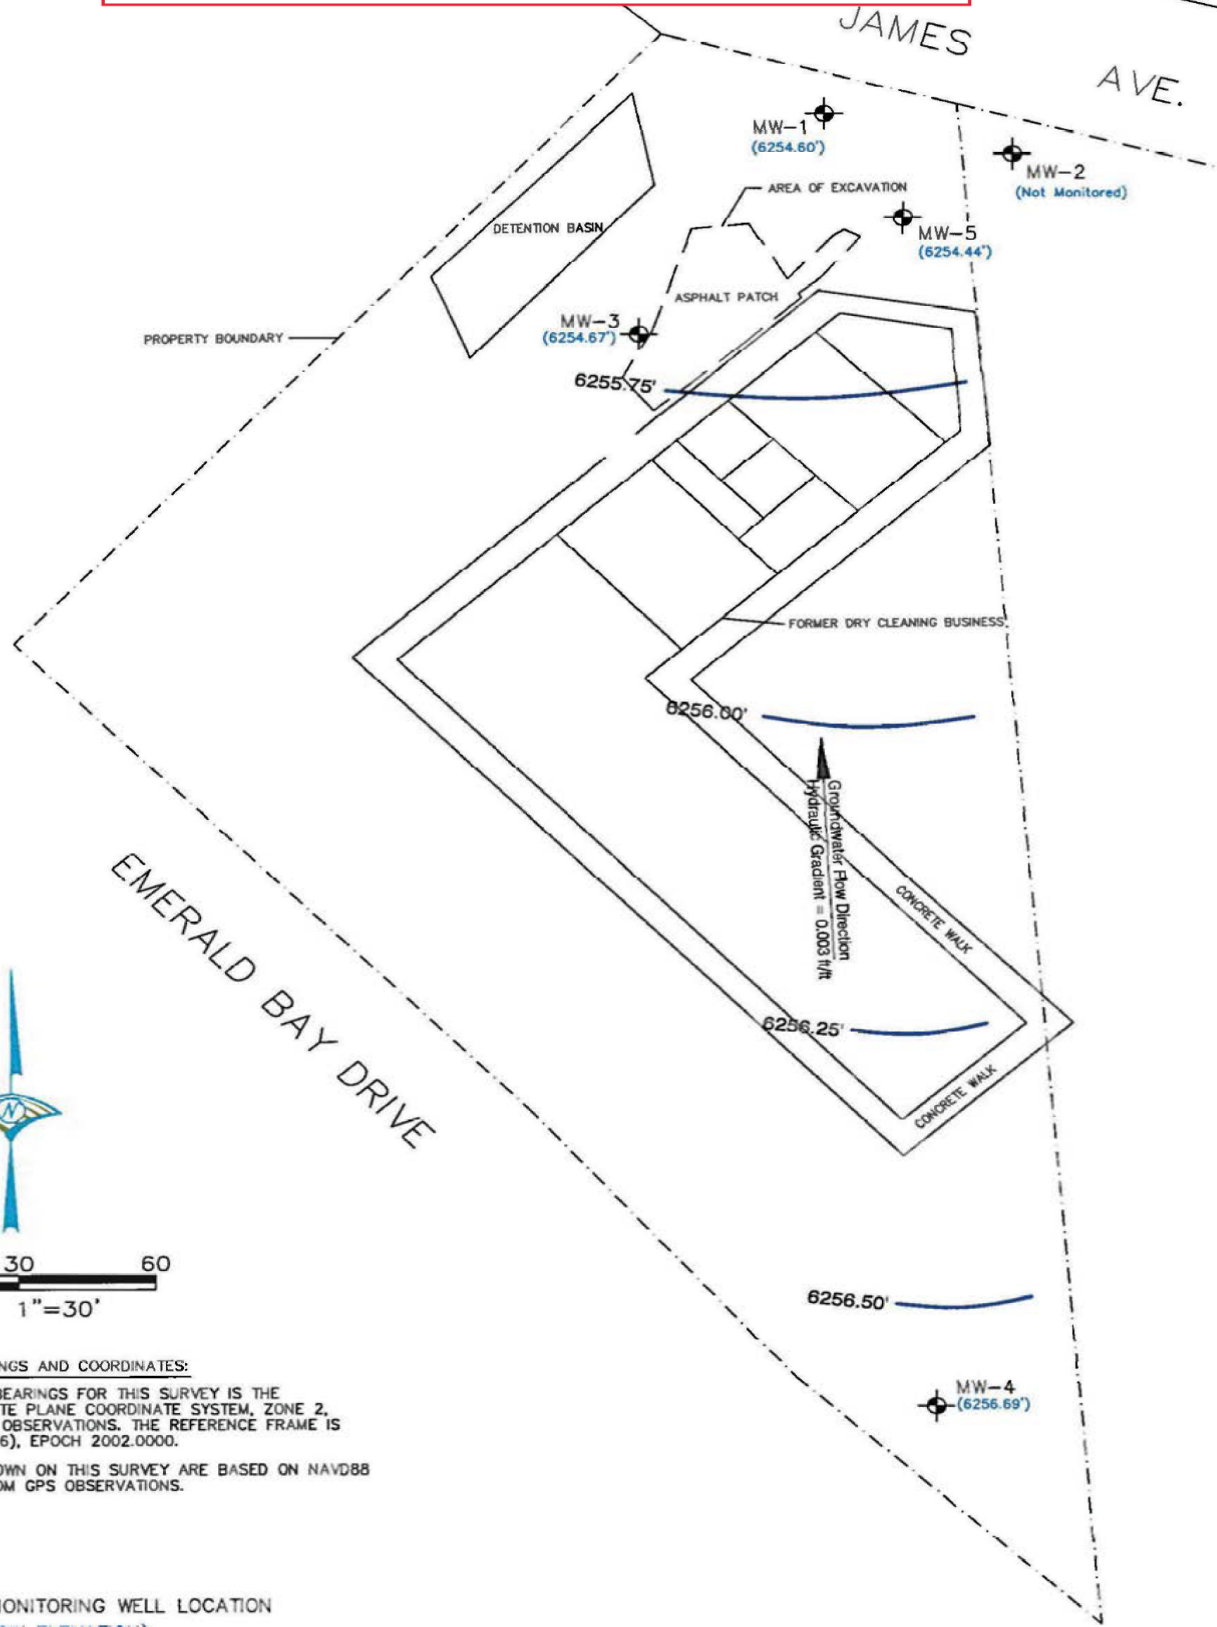 JAMES
AVE.
MW-1
(6254.60')
MW-2
(Not Monitored)
AREA OF EXCAVATION
DETENTION BASIN
MW-5
(6254.44')
ASPHALT PATCH
MW-3
(6254.67')
PROPERTY BOUNDARY
6255.75'
FORMER DRY CLEANING BUSINESS
6256.00'
Groundwater Flow Direction
Hydraulic Gradient = 0.003 ft/ft
CONCRETE WALK
EMERALD BAY DRIVE
6256.25'
CONCRETE WALK
N
30 60
1"=30'
6256.50'
NGS AND COORDINATES:
BEARINGS FOR THIS SURVEY IS THE
TE PLANE COORDINATE SYSTEM, ZONE 2,
OBSERVATIONS. THE REFERENCE FRAME IS
6), EPOCH 2002.0000.
MW-4
(6256.69')
OWN ON THIS SURVEY ARE BASED ON NAVD88
OM GPS OBSERVATIONS.
MONITORING WELL LOCATION